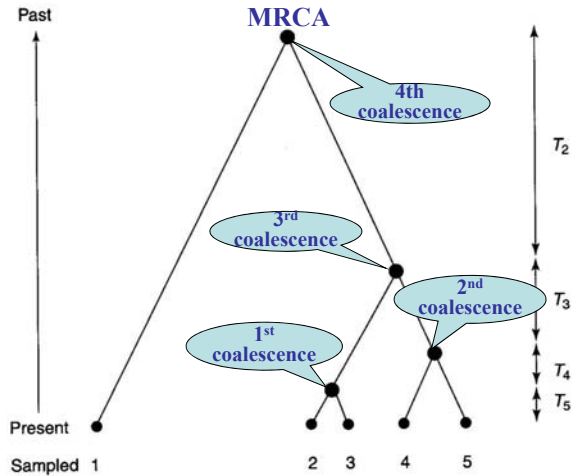 Past
MRCA
4th
coalescence
T₂
3ʳᵈ
coalescence
2ⁿᵈ
coalescence
T₃
1ˢᵗ
coalescence
T₄
T₅
Present
Sampled 1 2 3 4 5